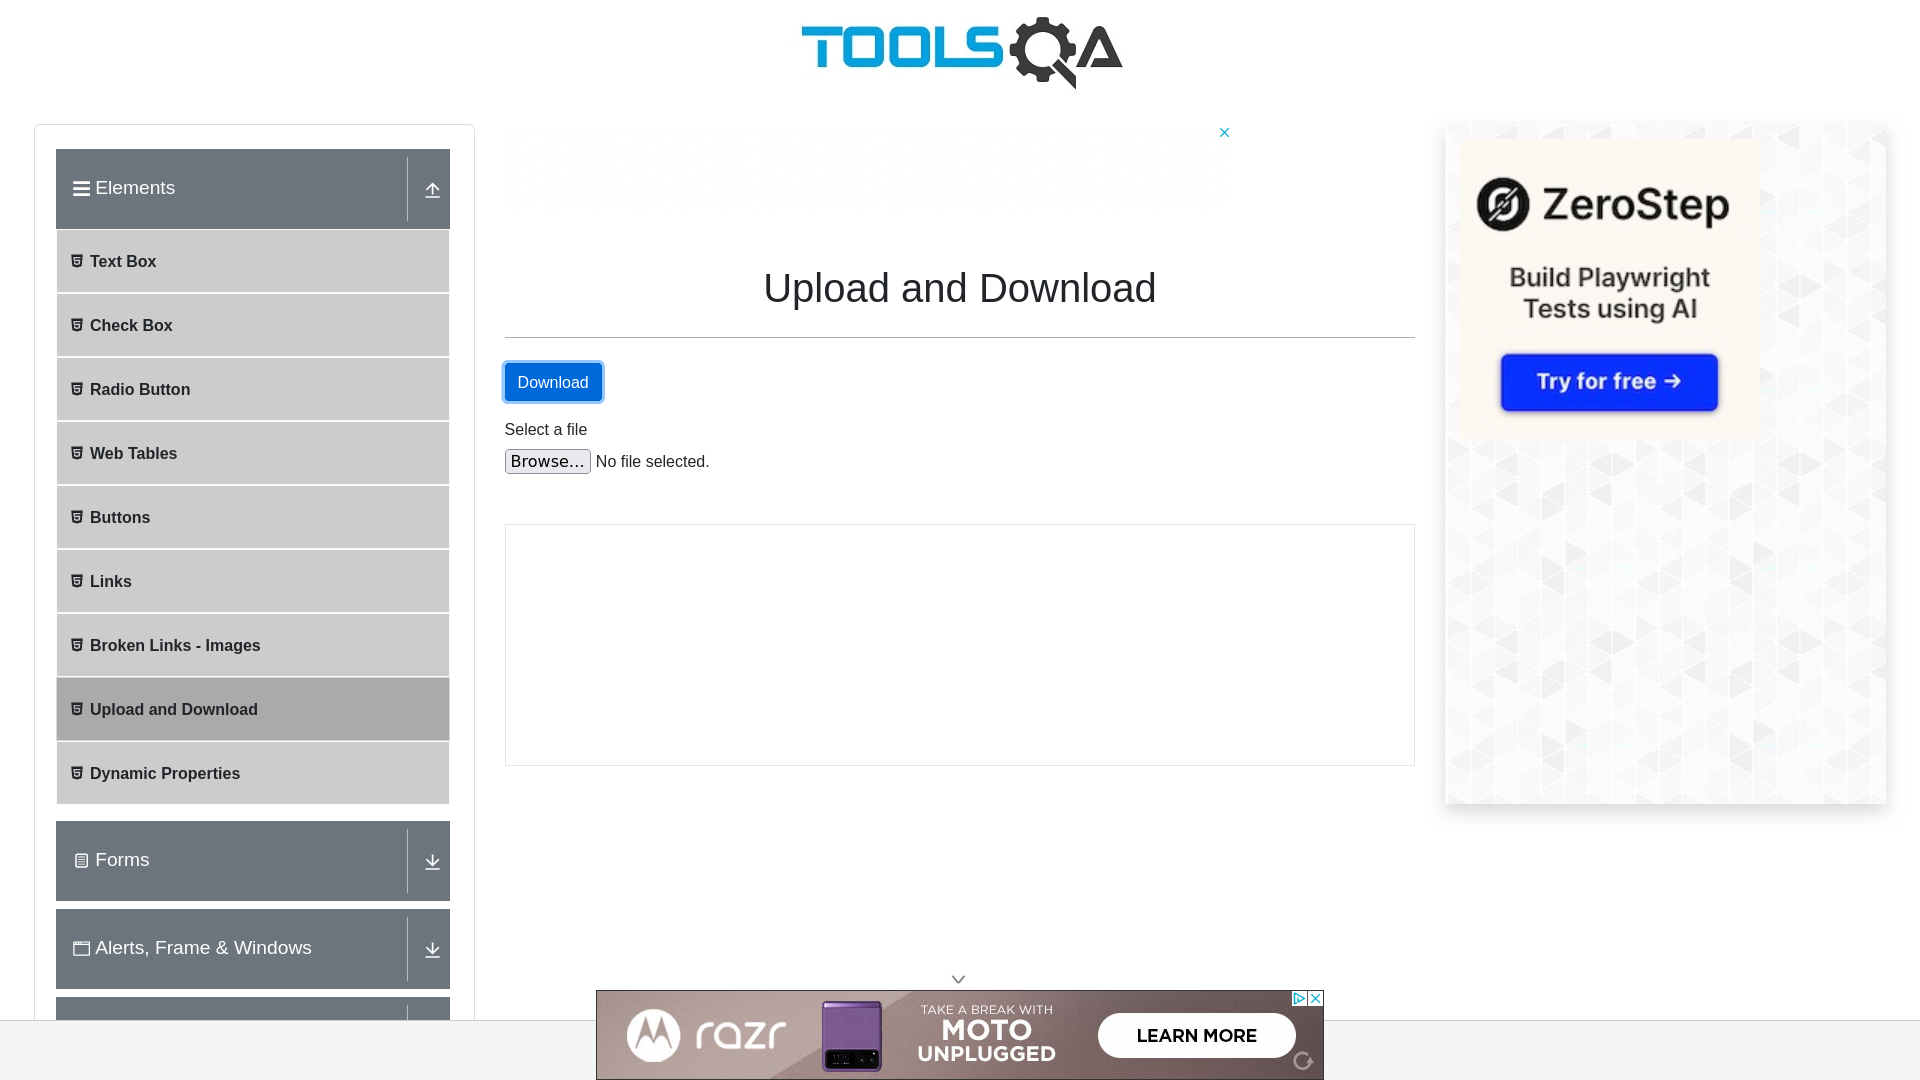 TOOLSQA
Elements
Text Box
Check Box
Radio Button
Web Tables
Buttons
Links
Broken Links - Images
Upload and Download
Dynamic Properties
Forms
Alerts, Frame & Windows
Upload and Download
Download
Select a file
Browse... No file selected.
ZeroStep
Build Playwright
Tests using AI
Try for free →
razr
TAKE A BREAK WITH
MOTO
UNPLUGGED
LEARN MORE